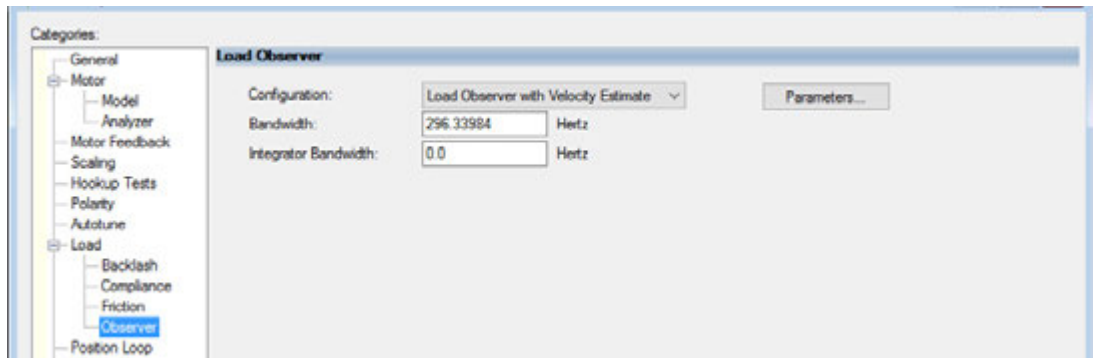 Categories:
General
Motor
Model
Analyzer
Motor Feedback
Scaling
Hookup Tests
Polarity
Autotune
Load
Backlash
Compliance
Friction
Observer
Position Loop
Load Observer
Configuration: Load Observer with Velocity Estimate Parameters...
Bandwidth: 296.33984 Hertz
Integrator Bandwidth: 0.0 Hertz